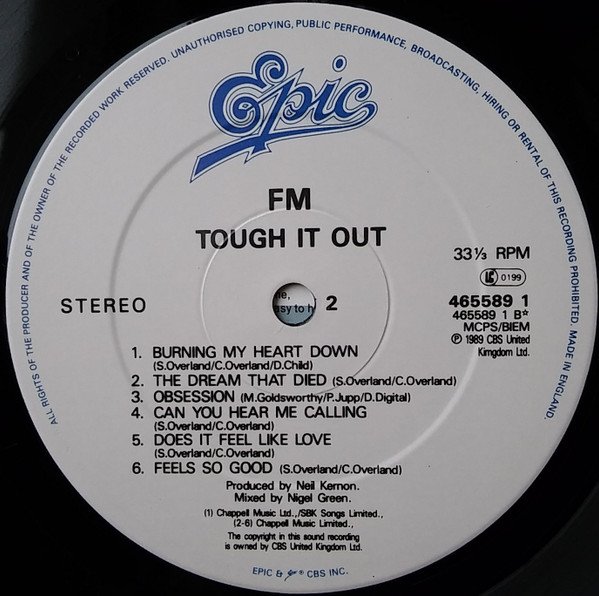 ALL RIGHTS OF THE PRODUCER AND OF THE OWNER OF THE RECORDED WORK RESERVED. UNAUTHORISED COPYING, PUBLIC PERFORMANCE, BROADCASTING, HIRING OR RENTAL OF THIS RECORDING PROHIBITED. MADE IN ENGLAND.
Epic
FM
TOUGH IT OUT
33⅓ RPM
LC 0199
STEREO
2
465589 1
465589 1 B*
MCPS/BIEM
℗ 1989 CBS United
Kimgdom Ltd.
1. BURNING MY HEART DOWN
(S.Overland/C.Overland/D.Child)
2. THE DREAM THAT DIED (S.Overland/C.Overland)
3. OBSESSION (M.Goldsworthy/P.Jupp/D.Digital)
4. CAN YOU HEAR ME CALLING
(S.Overland/C.Overland)
5. DOES IT FEEL LIKE LOVE
(S.Overland/C.Overland)
6. FEELS SO GOOD (S.Overland/C.Overland)
Produced by Neil Kernon.
Mixed by Nigel Green.
(1) Chappell Music Ltd.,/SBK Songs Limited.,
(2-6) Chappell Music Limited.,
The copyright in this sound recording
is owned by CBS United Kingdom Ltd.
EPIC & ® CBS INC.